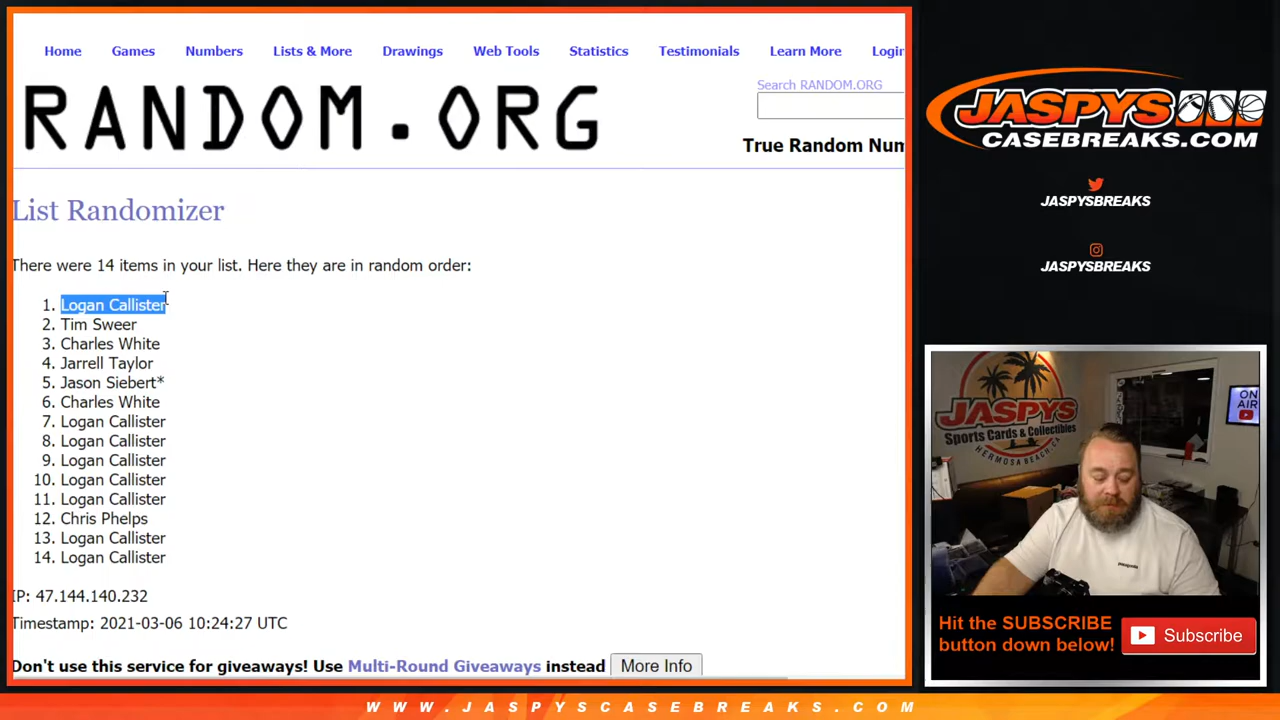 Home Games Numbers Lists & More Drawings Web Tools Statistics Testimonials Learn More Login
RANDOM.ORG
Search RANDOM.ORG
True Random Num
List Randomizer
There were 14 items in your list. Here they are in random order:
1. Logan Callister
2. Tim Sweer
3. Charles White
4. Jarrell Taylor
5. Jason Siebert*
6. Charles White
7. Logan Callister
8. Logan Callister
9. Logan Callister
10. Logan Callister
11. Logan Callister
12. Chris Phelps
13. Logan Callister
14. Logan Callister
IP: 47.144.140.232
Timestamp: 2021-03-06 10:24:27 UTC
Don't use this service for giveaways! Use Multi-Round Giveaways instead More Info
JASPYS
CASEBREAKS.COM
JASPYSBREAKS
JASPYSBREAKS
JASPYS
Sports Cards & Collectibles
HERMOSA BEACH, CA
ON
AIR
patagonia
Hit the SUBSCRIBE
button down below!
Subscribe
WWW.JASPYSCASEBREAKS.COM